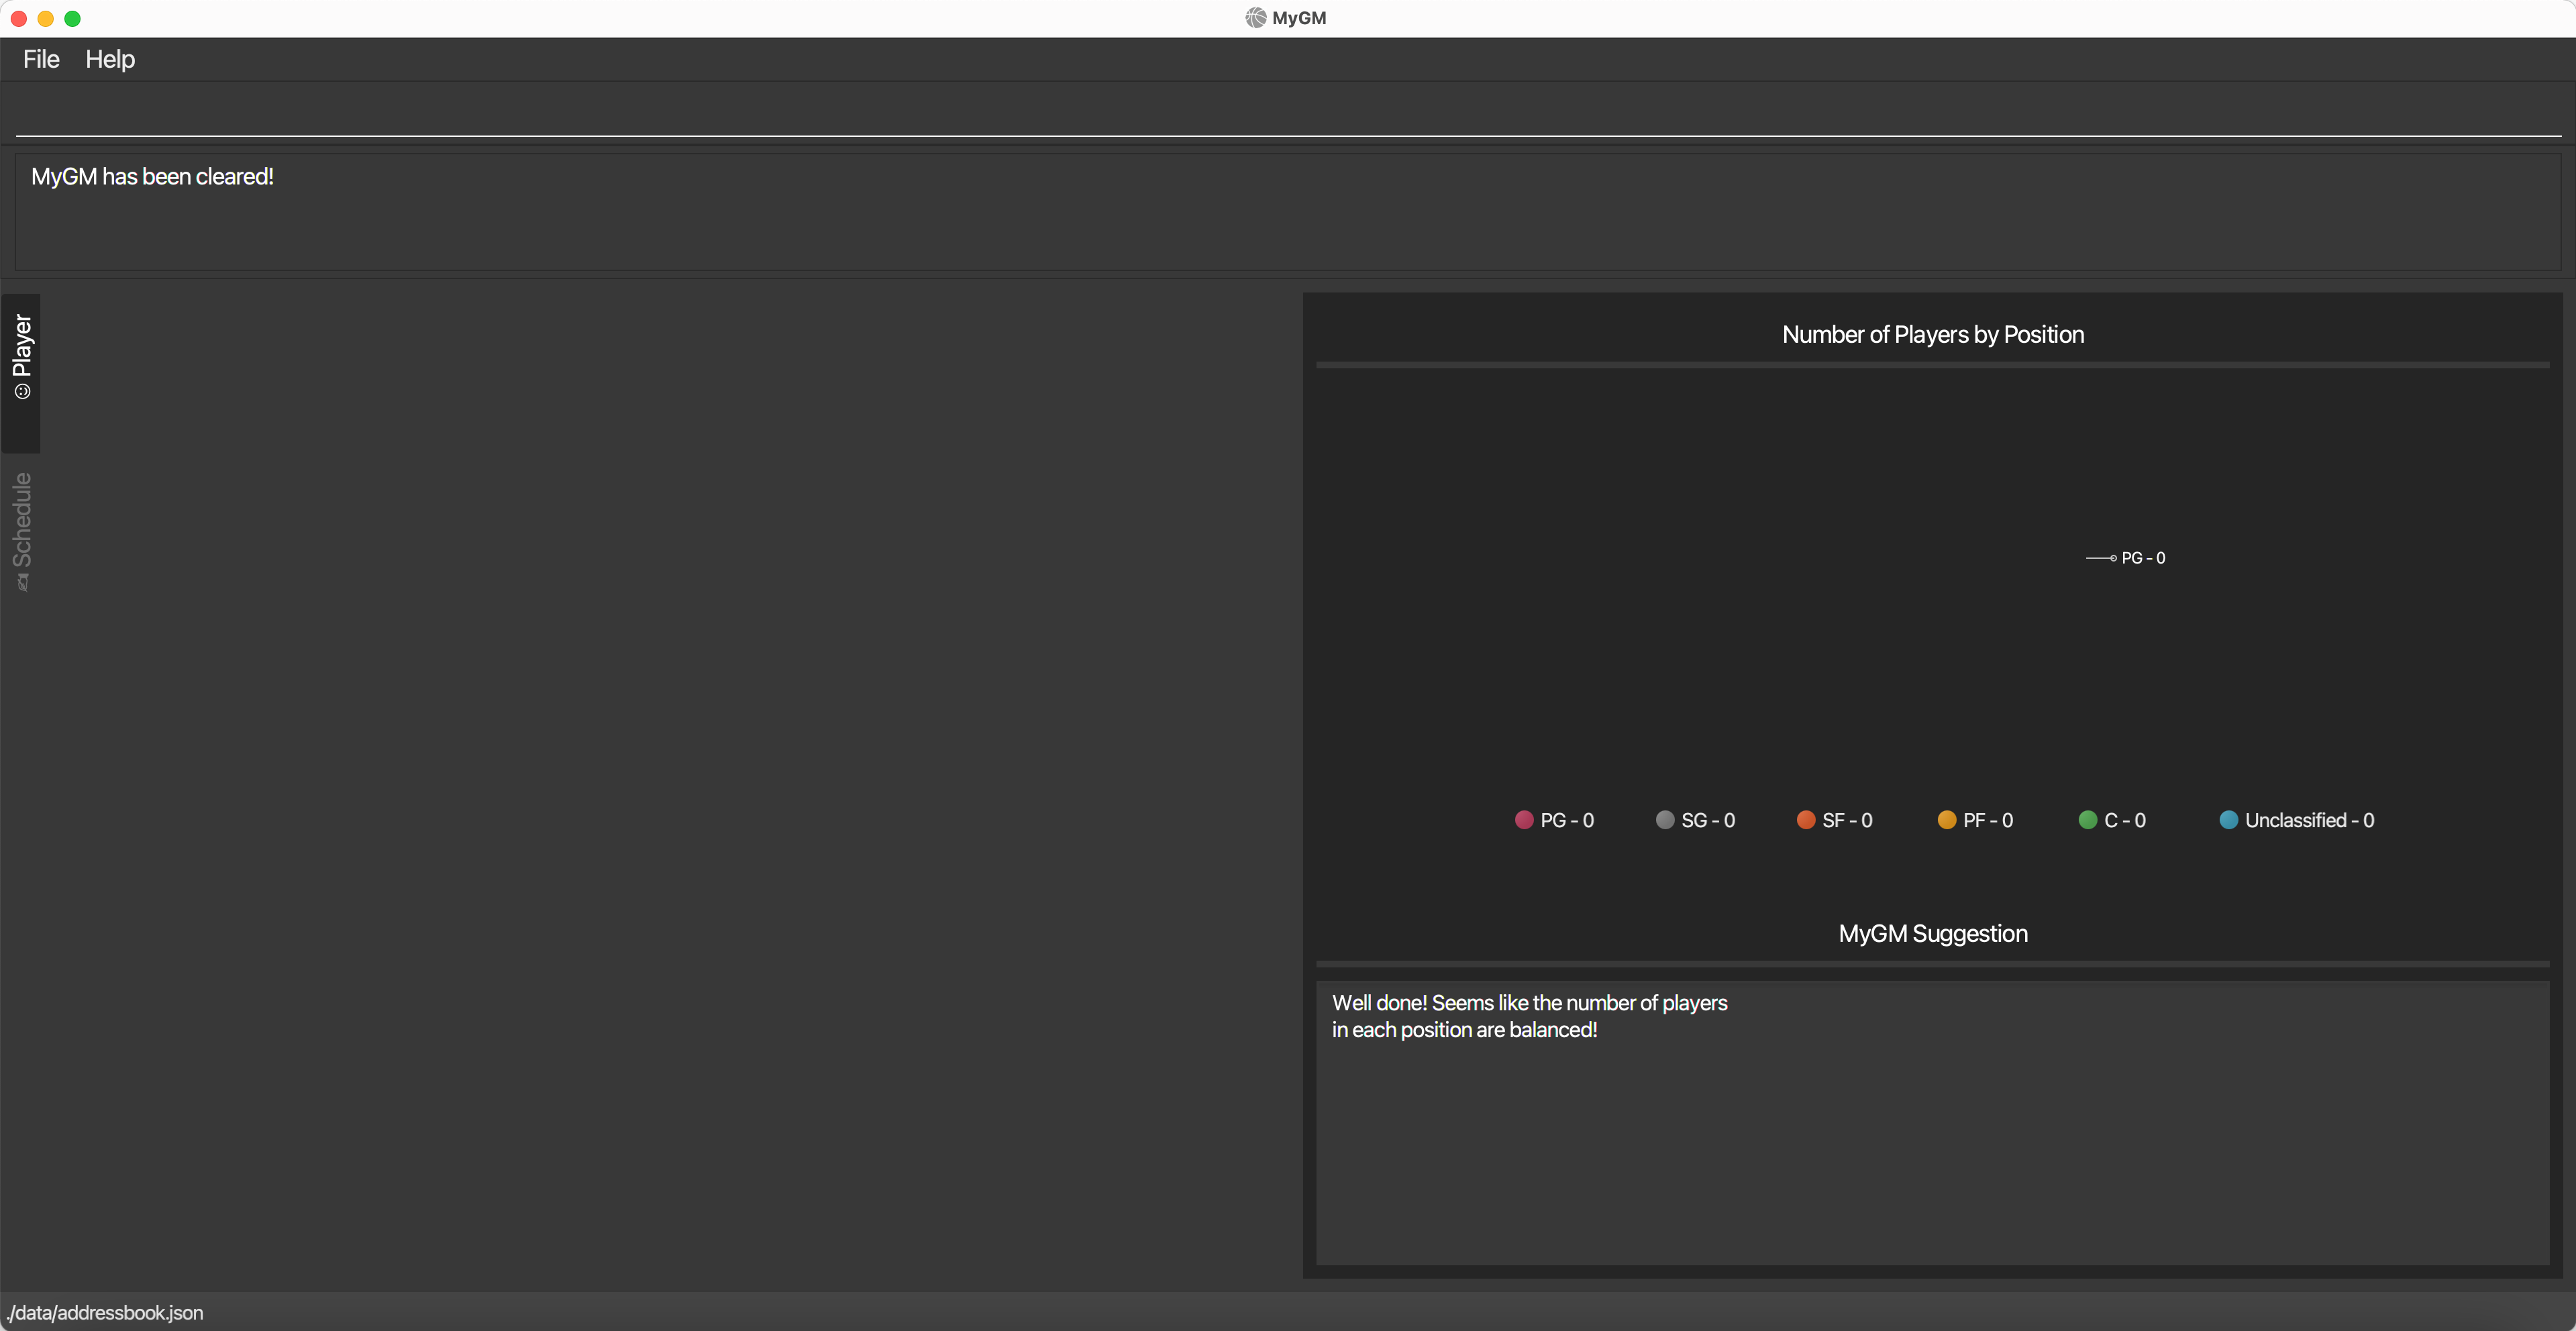 MyGM
File Help
MyGM has been cleared!
Player
Schedule
Number of Players by Position
PG - 0
PG - 0 SG - 0 SF - 0 PF - 0 C - 0 Unclassified - 0
MyGM Suggestion
Well done! Seems like the number of players
in each position are balanced!
./data/addressbook.json